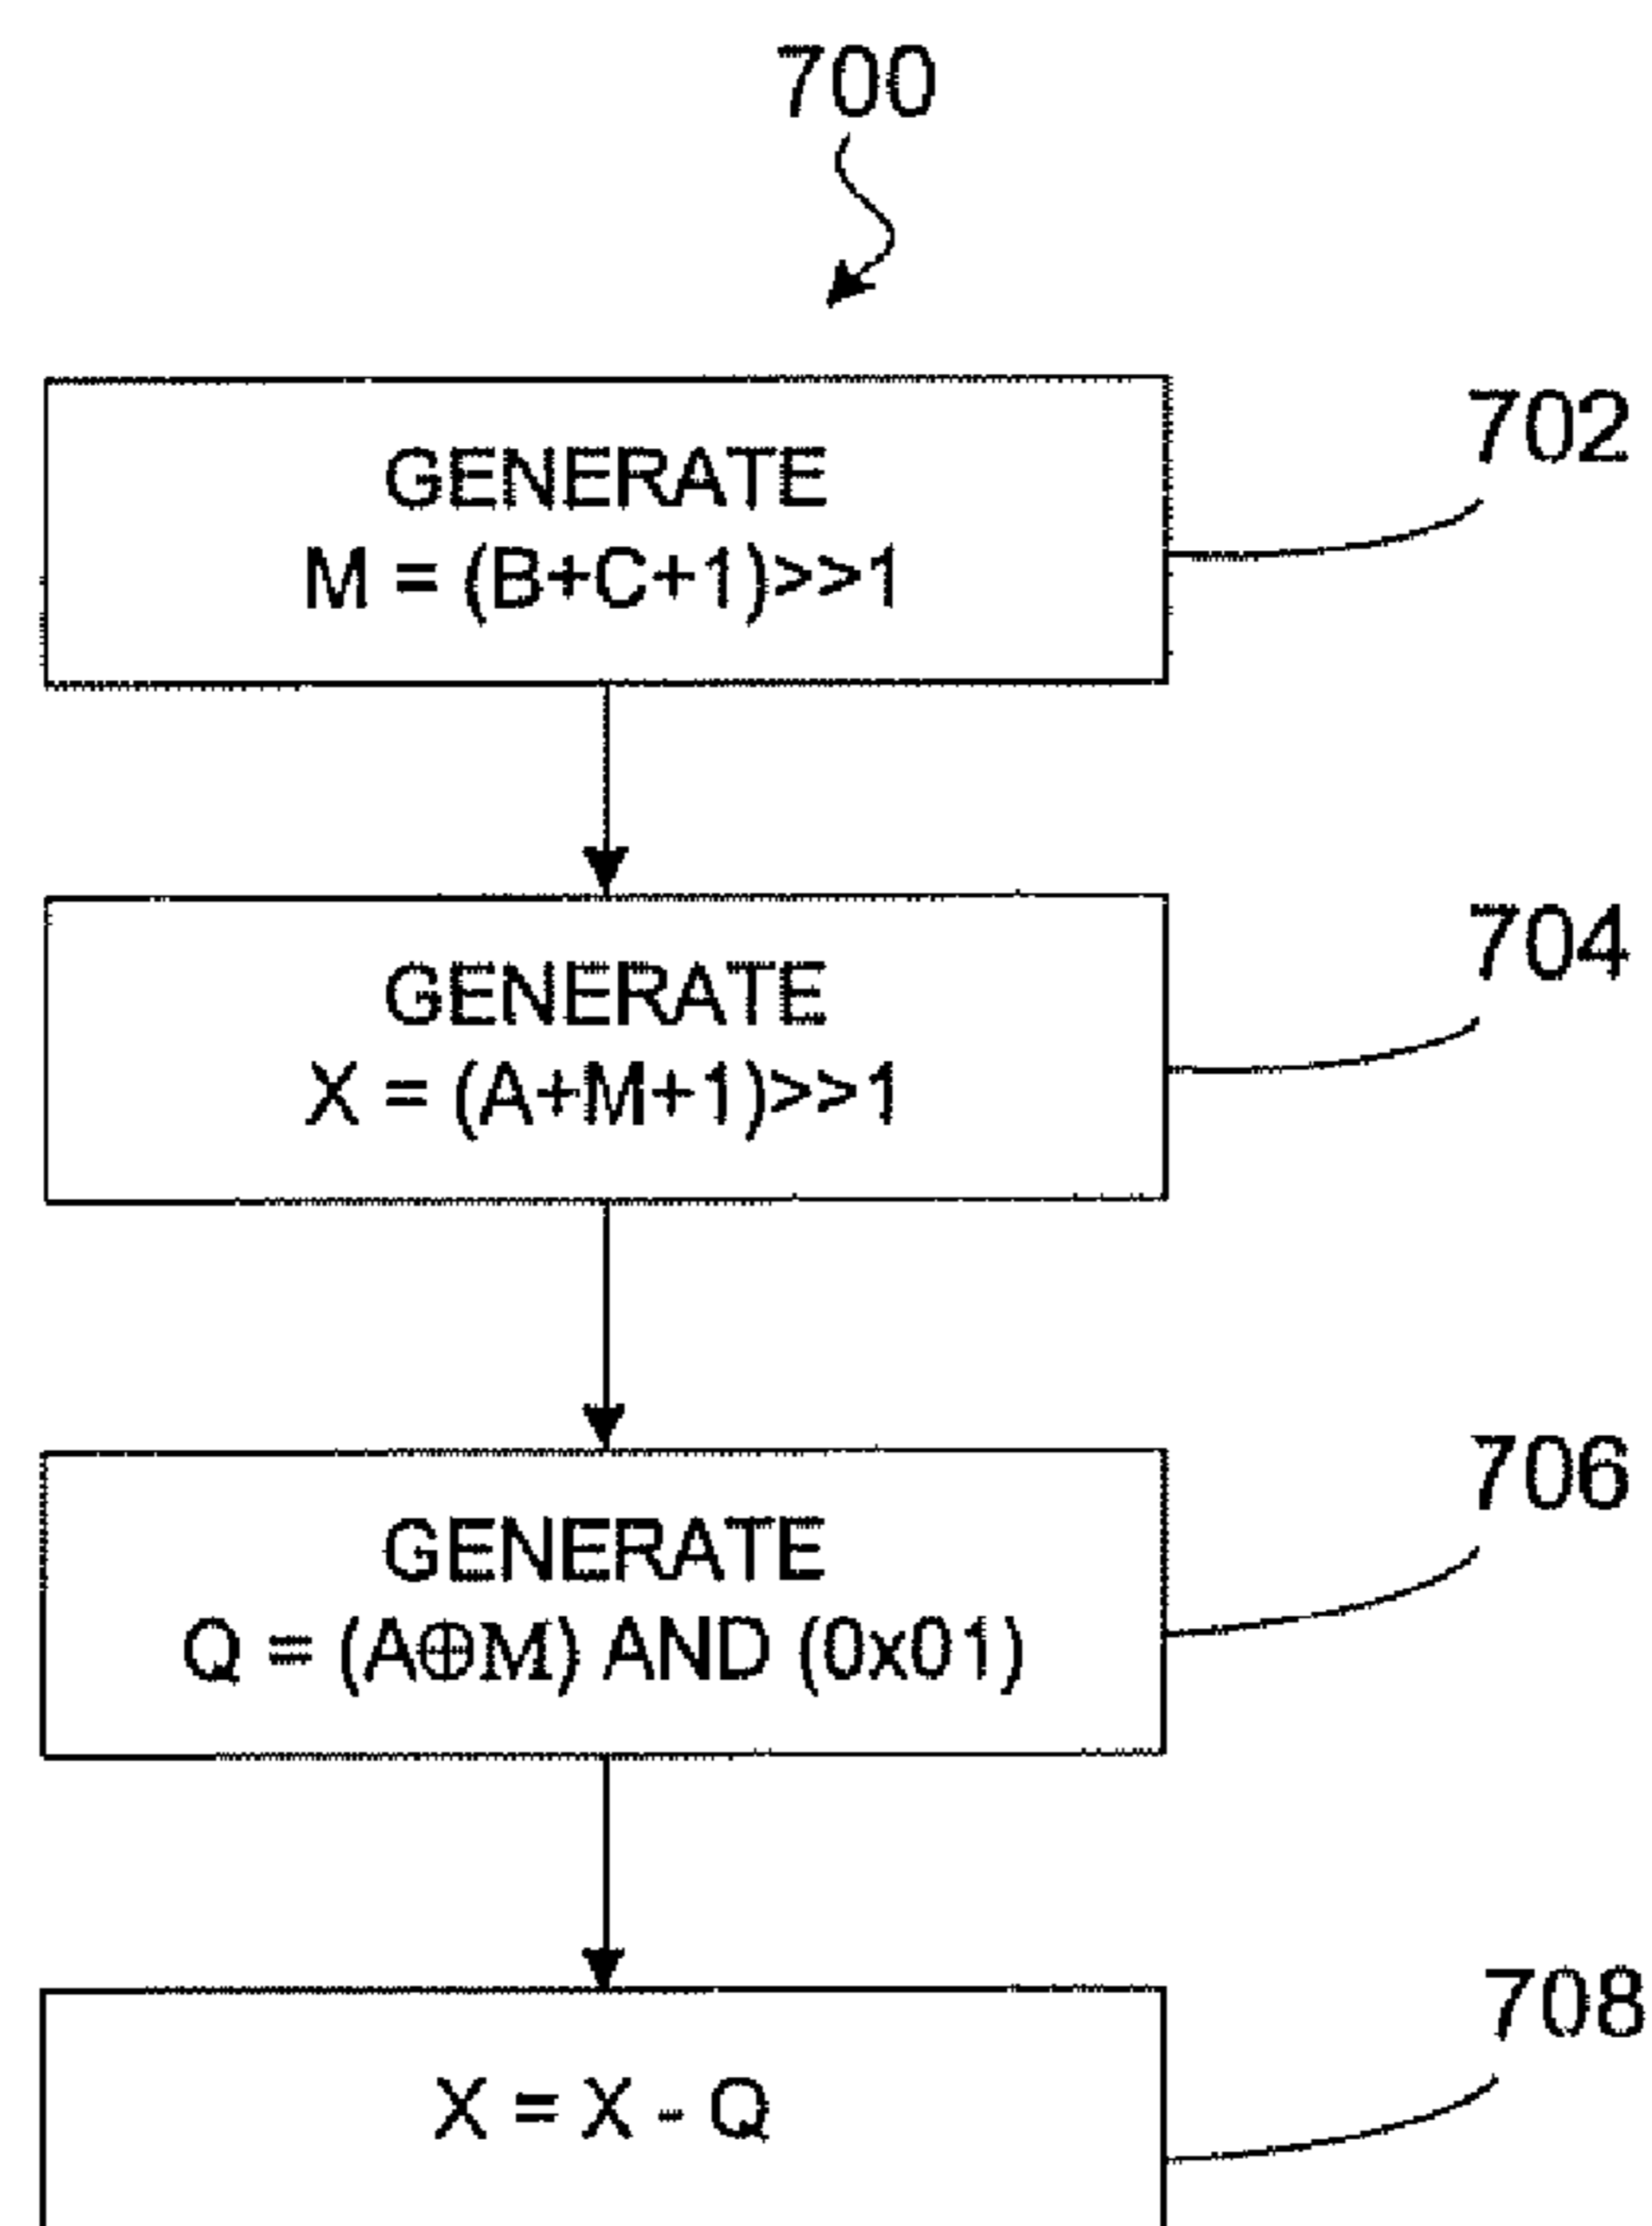 700
GENERATE
M = (B+C+1)>>1
702
GENERATE
X = (A+M+1)>>1
704
GENERATE
Q = (A⊕M) AND (0x01)
706
X = X - Q
708